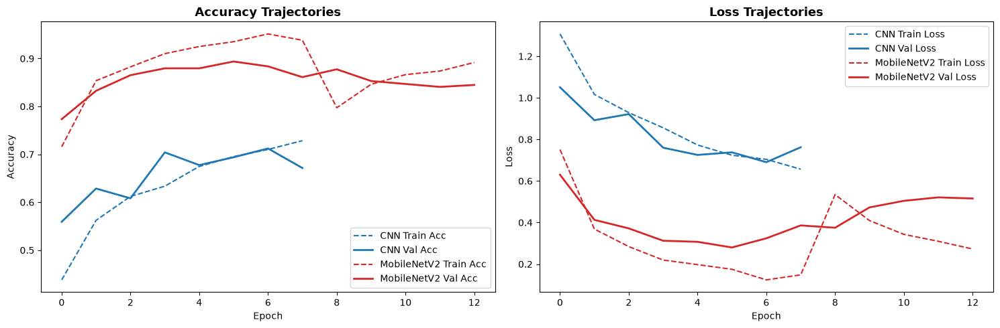 Accuracy Trajectories
Accuracy
0.9
0.8
0.7
0.6
0.5
0 2 4 6 8 10 12
Epoch
CNN Train Acc
CNN Val Acc
MobileNetV2 Train Acc
MobileNetV2 Val Acc
Loss Trajectories
Loss
1.2
1.0
0.8
0.6
0.4
0.2
0 2 4 6 8 10 12
Epoch
CNN Train Loss
CNN Val Loss
MobileNetV2 Train Loss
MobileNetV2 Val Loss